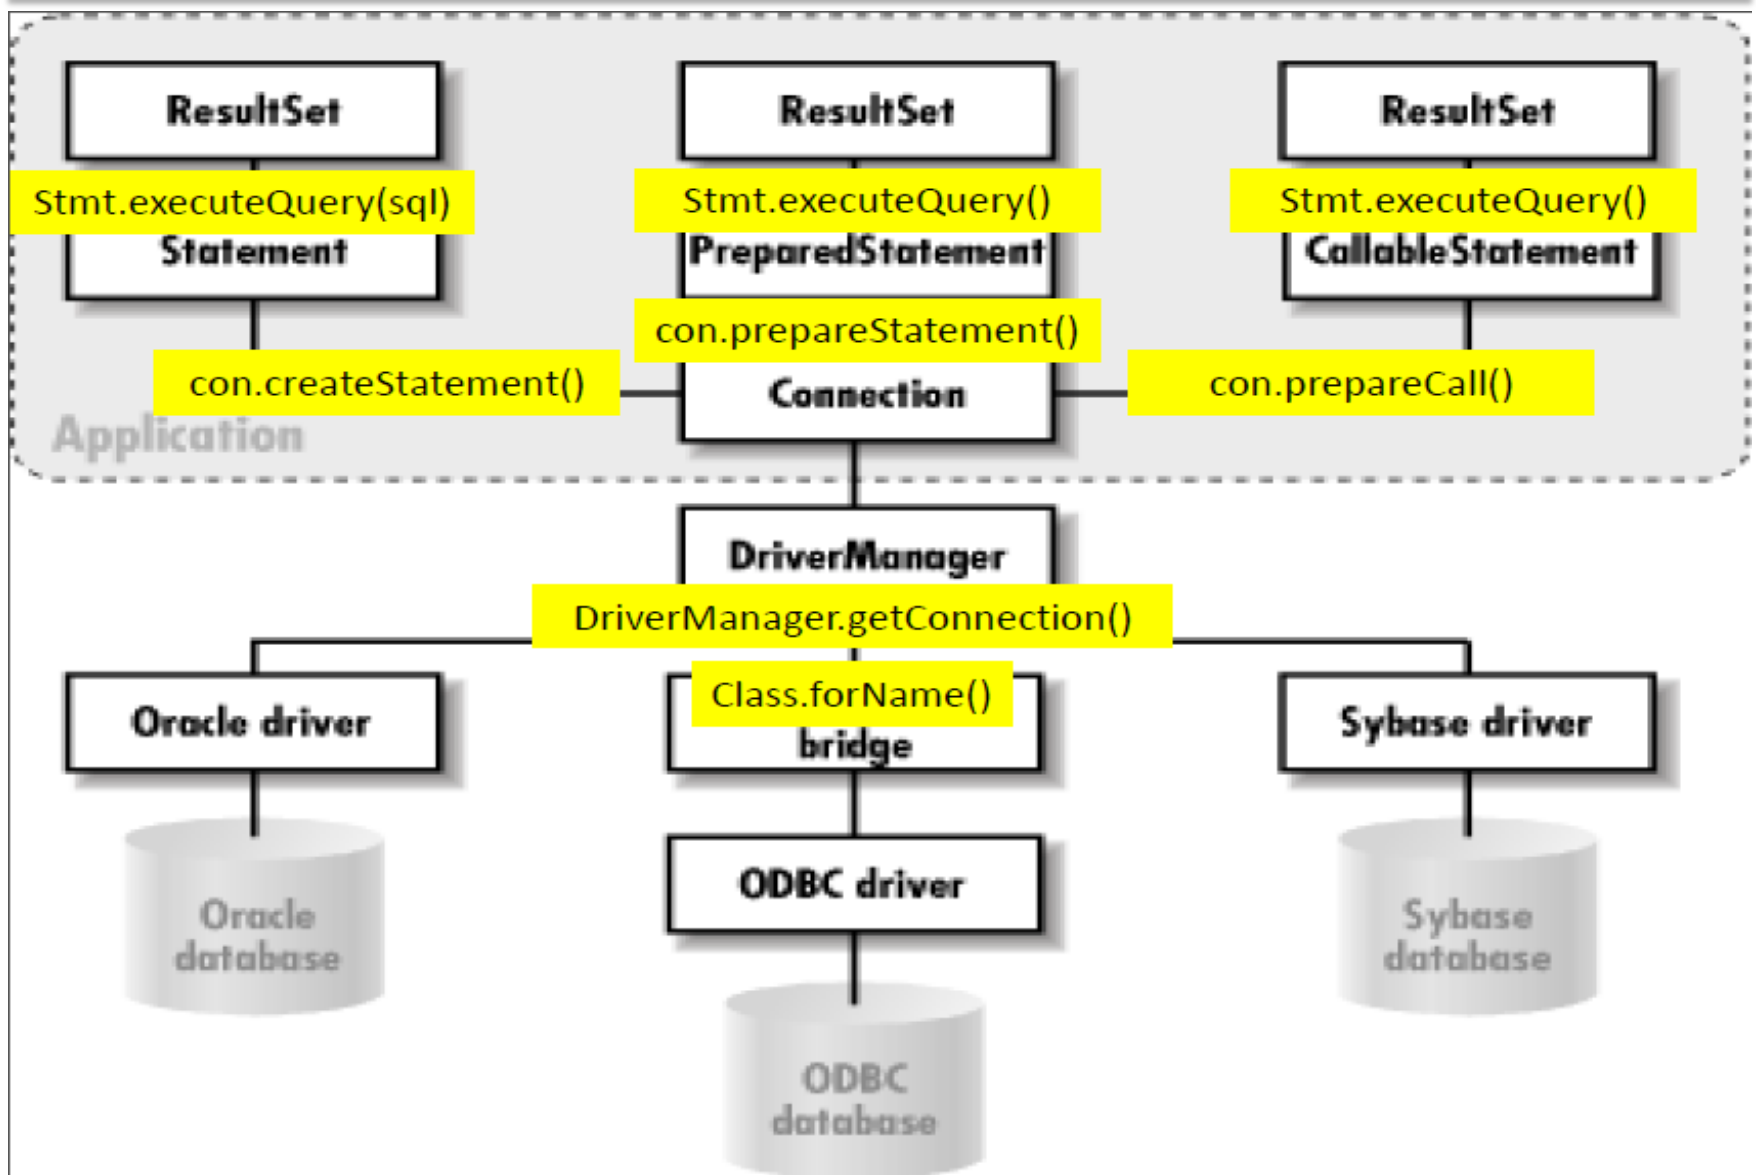 ResultSet
ResultSet
ResultSet
Stmt.executeQuery(sql)
Stmt.executeQuery()
Stmt.executeQuery()
Statement
PreparedStatement
CallableStatement
con.prepareStatement()
con.createStatement()
Connection
con.prepareCall()
Application
DriverManager
DriverManager.getConnection()
Class.forName()
Oracle driver
bridge
Sybase driver
ODBC driver
Oracle
database
Sybase
database
ODBC
database